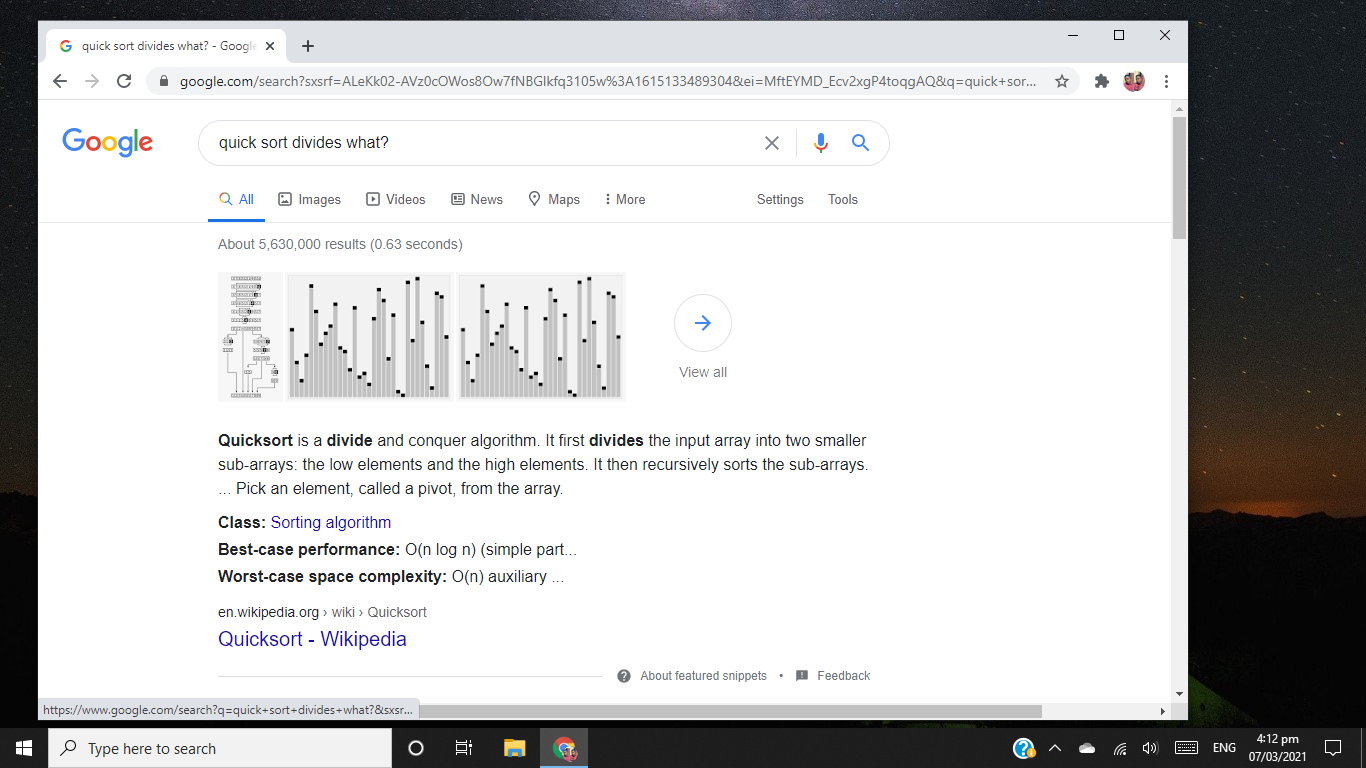 quick sort divides what? - Google
google.com/search?sxsrf=ALeKk02-AVz0cOWos8Ow7fNBGlkfq3105w%3A1615133489304&ei=MftEYMD_Ecv2xgP4toqgAQ&q=quick+sor...
Google
quick sort divides what?
All Images Videos News Maps More Settings Tools
About 5,630,000 results (0.63 seconds)
View all
Quicksort is a divide and conquer algorithm. It first divides the input array into two smaller
sub-arrays: the low elements and the high elements. It then recursively sorts the sub-arrays.
... Pick an element, called a pivot, from the array.
Class: Sorting algorithm
Best-case performance: O(n log n) (simple part...
Worst-case space complexity: O(n) auxiliary ...
en.wikipedia.org › wiki › Quicksort
Quicksort - Wikipedia
About featured snippets • Feedback
https://www.google.com/search?q=quick+sort+divides+what?&sxsr...
Type here to search
ENG
4:12 pm
07/03/2021